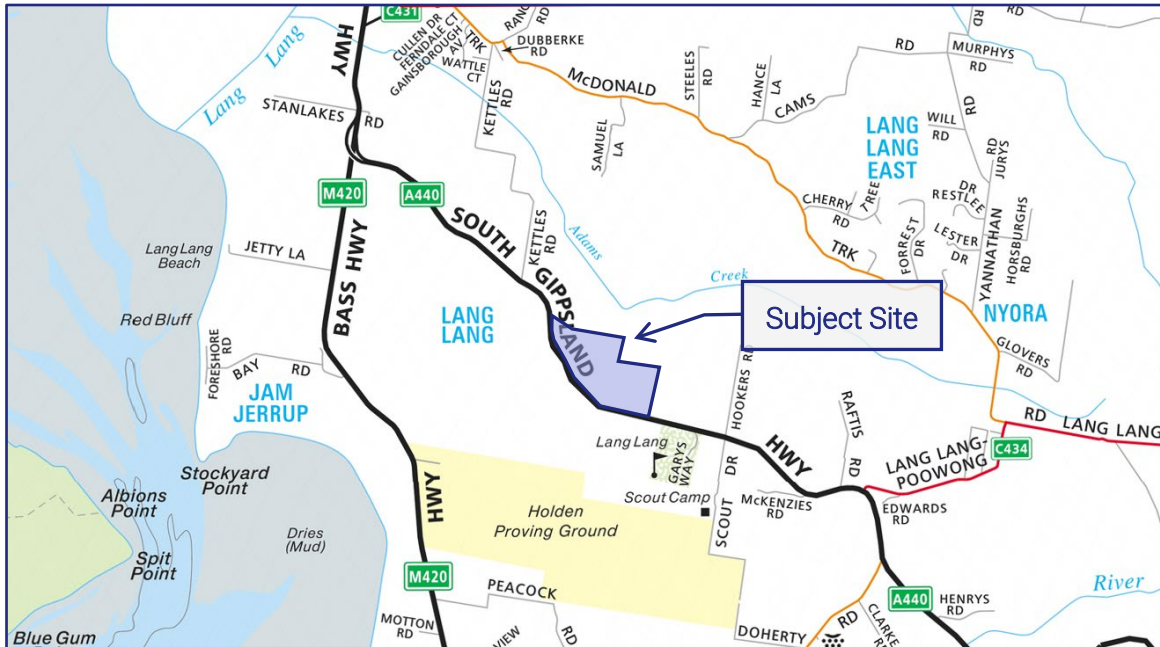 C431
HWY
Lang
Lang
CULLEN DR
FERNDALE CT
GAINSBOROUGH
AV
TRK
WATTLE
CT
DUBBERKE
RD
RD
MURPHYS
RD
RD
McDONALD
STEELES
RD
HANCE
LA
CAMS
RD
STANLAKES RD
KETTLES
RD
SAMUEL
LA
LANG
LANG
EAST
WILL
RD
JURYS
RD
M420
A440
CHERRY
TREE
RD
RESTLEE
DR
LESTER
DR
FORREST
DR
YANNATHAN
HORSBURGHS
RD
SOUTH
GIPPSLAND
HWY
KETTLES
RD
Adams
Creek
TRK
Lang Lang
Beach
JETTY LA
BASS HWY
Subject Site
NYORA
LANG
LANG
Red Bluff
FORESHORE
RD
BAY RD
JAM
JERRUP
GLOVERS
RD
HOOKERS RD
RAFTIS
RD
RD LANG LANG
LANG LANG-
POOWONG
C434
Lang Lang
GARYS
WAY
Stockyard
Point
Albions
Point
Scout Camp
SCOUT DR
McKENZIES
RD
EDWARDS
RD
HWY
Holden
Proving Ground
Dries
(Mud)
Spit
Point
M420
PEACOCK
RD
A440
HENRYS
RD
River
MOTTON
RD
VIEW
DOHERTY
RD
CLARKE
RD
Blue Gum